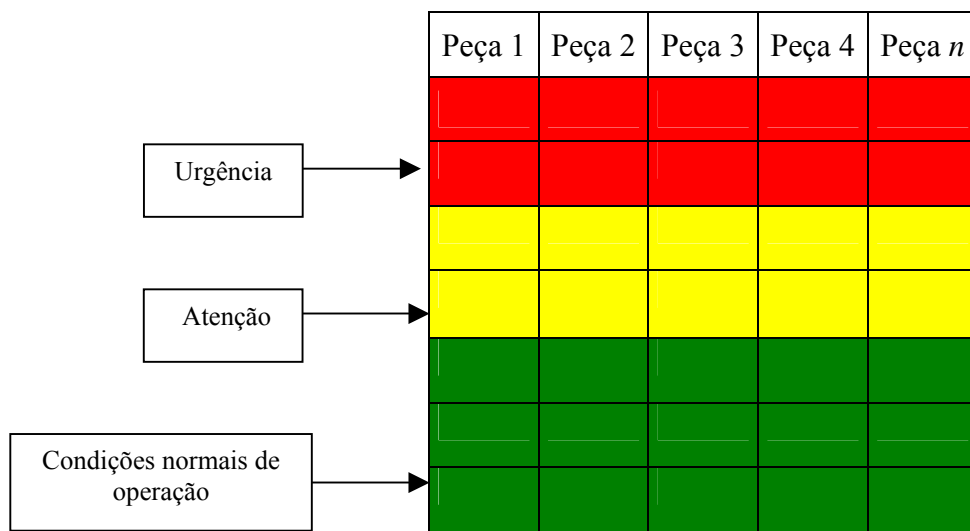 Peça 1 Peça 2 Peça 3 Peça 4 Peça n
Urgência
Atenção
Condições normais de
operação